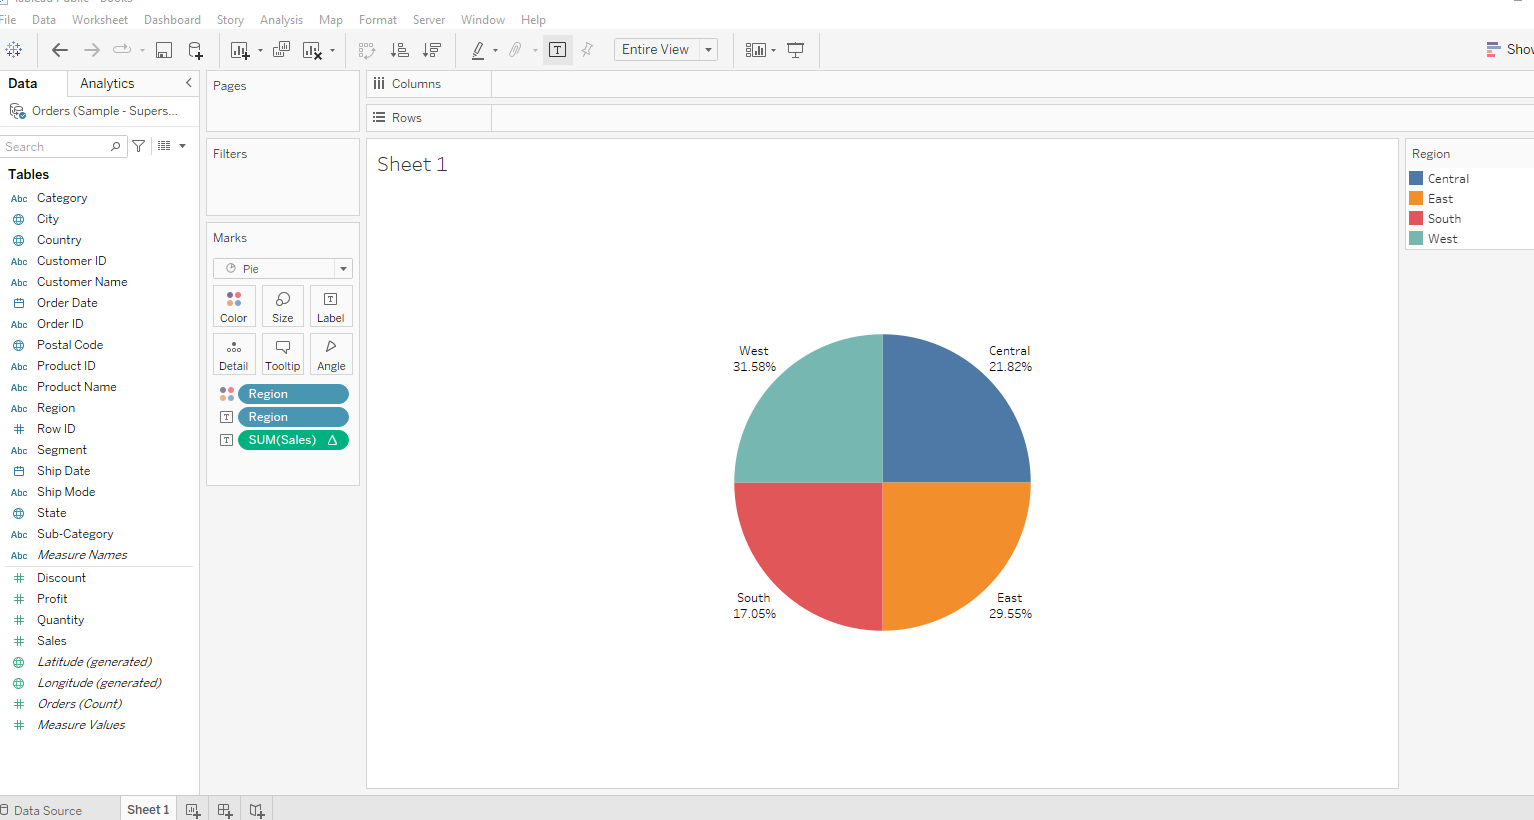 File Data Worksheet Dashboard Story Analysis Map Format Server Window Help
Entire View
Data Analytics
Orders (Sample - Supers...
Search
Tables
Abc Category
City
Country
Abc Customer ID
Abc Customer Name
Order Date
Abc Order ID
Postal Code
Abc Product ID
Abc Product Name
Abc Region
# Row ID
Abc Segment
Ship Date
Abc Ship Mode
State
Abc Sub-Category
Abc Measure Names
# Discount
# Profit
# Quantity
# Sales
Latitude (generated)
Longitude (generated)
# Orders (Count)
# Measure Values
Pages
Filters
Marks
Pie
Color Size Label
Detail Tooltip Angle
Region
Region
SUM(Sales) Δ
Columns
Rows
Sheet 1
West
31.58%
Central
21.82%
South
17.05%
East
29.55%
Region
Central
East
South
West
Data Source Sheet 1